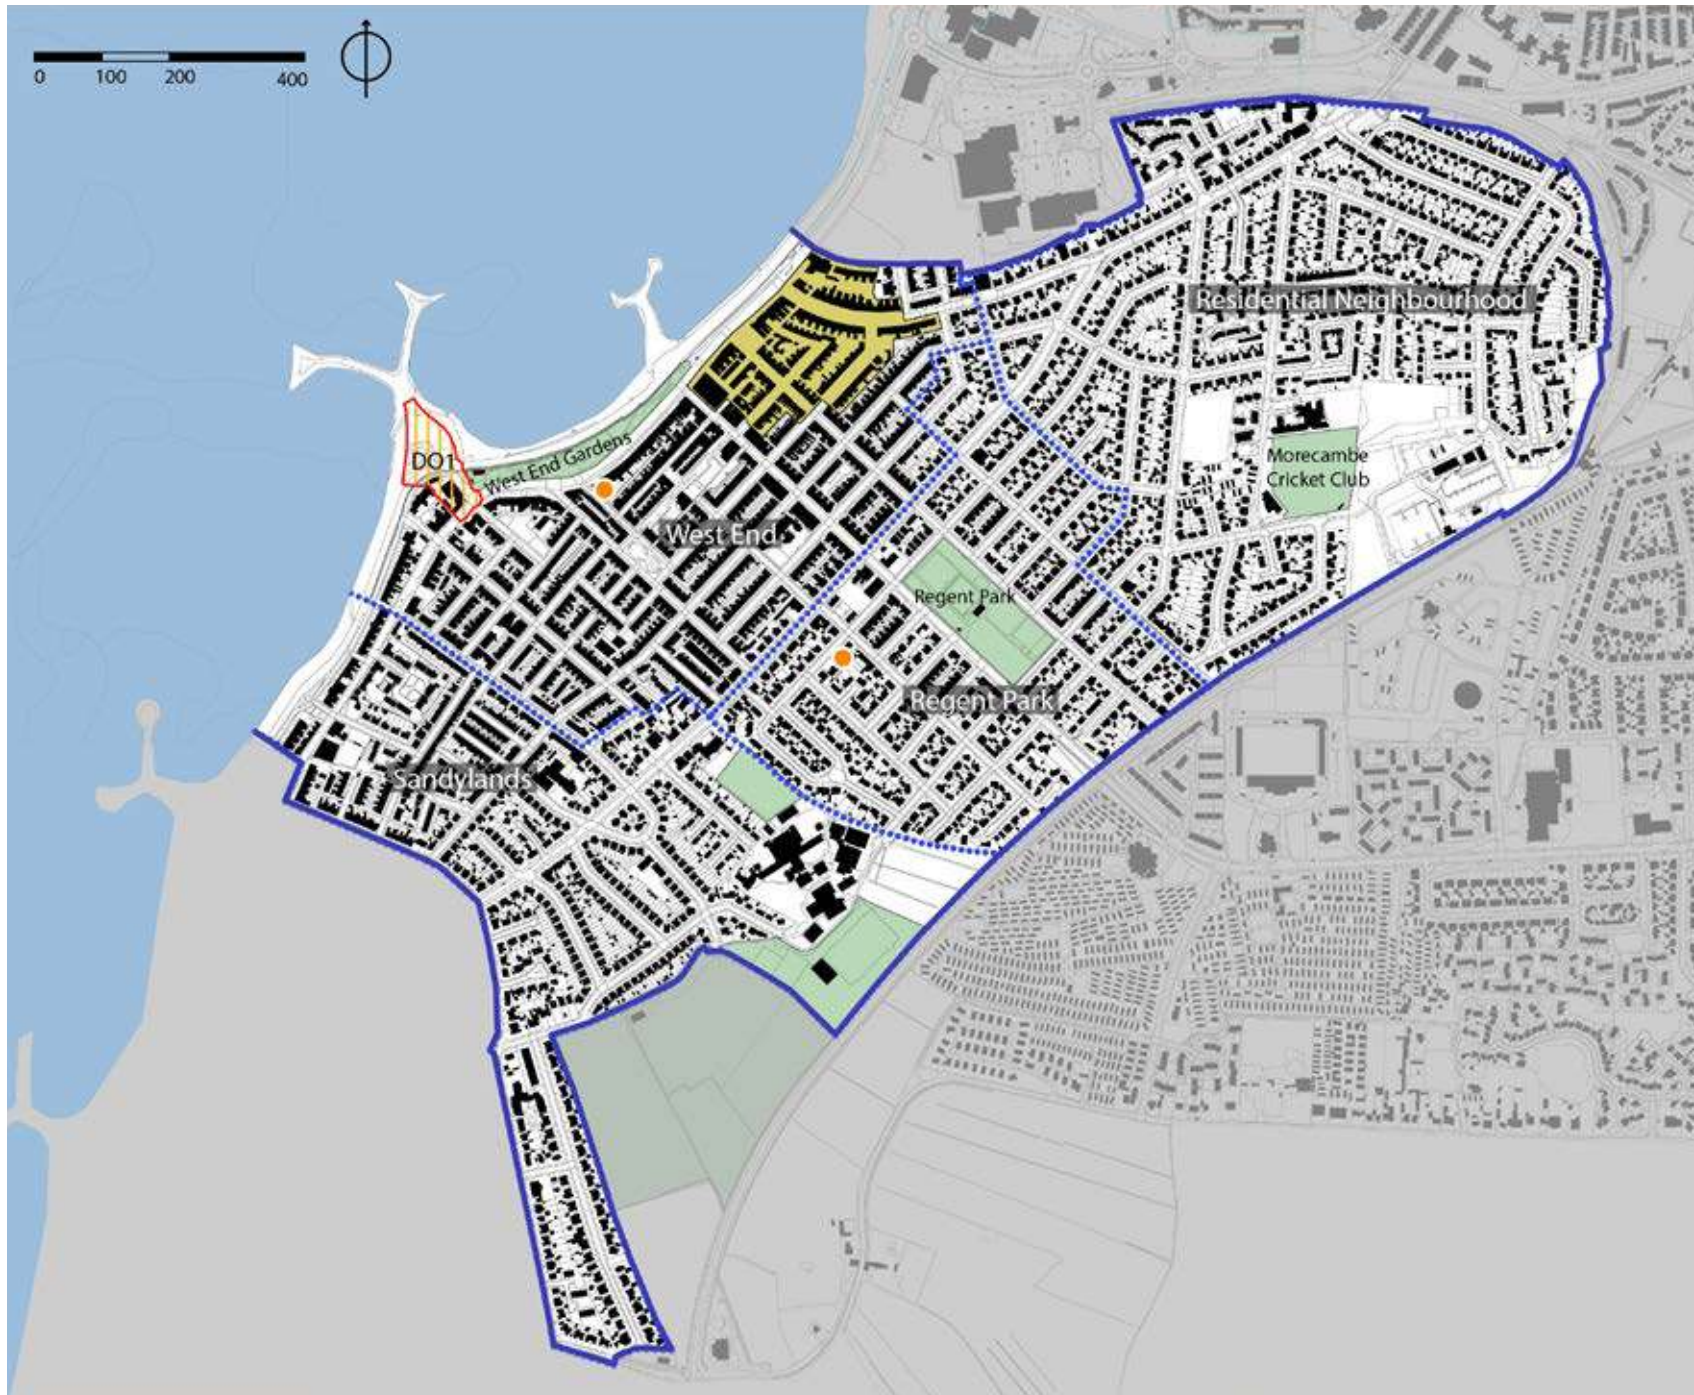 0 100 200 400
Residential Neighbourhood
West End Gardens
DO1
Morecambe
Cricket Club
West End
Regent Park
Regent Park
Sandylands